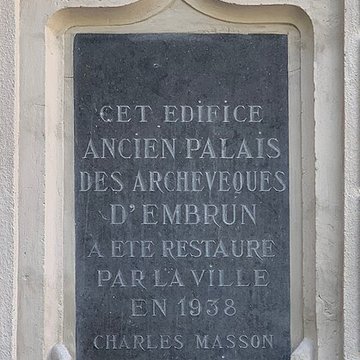 CET EDIFICE
ANCIEN PALAIS
DES ARCHEVEQUES
D'EMBRUN
A ETE RESTAURE
PAR LA VILLE
EN 1938
CHARLES MASSON